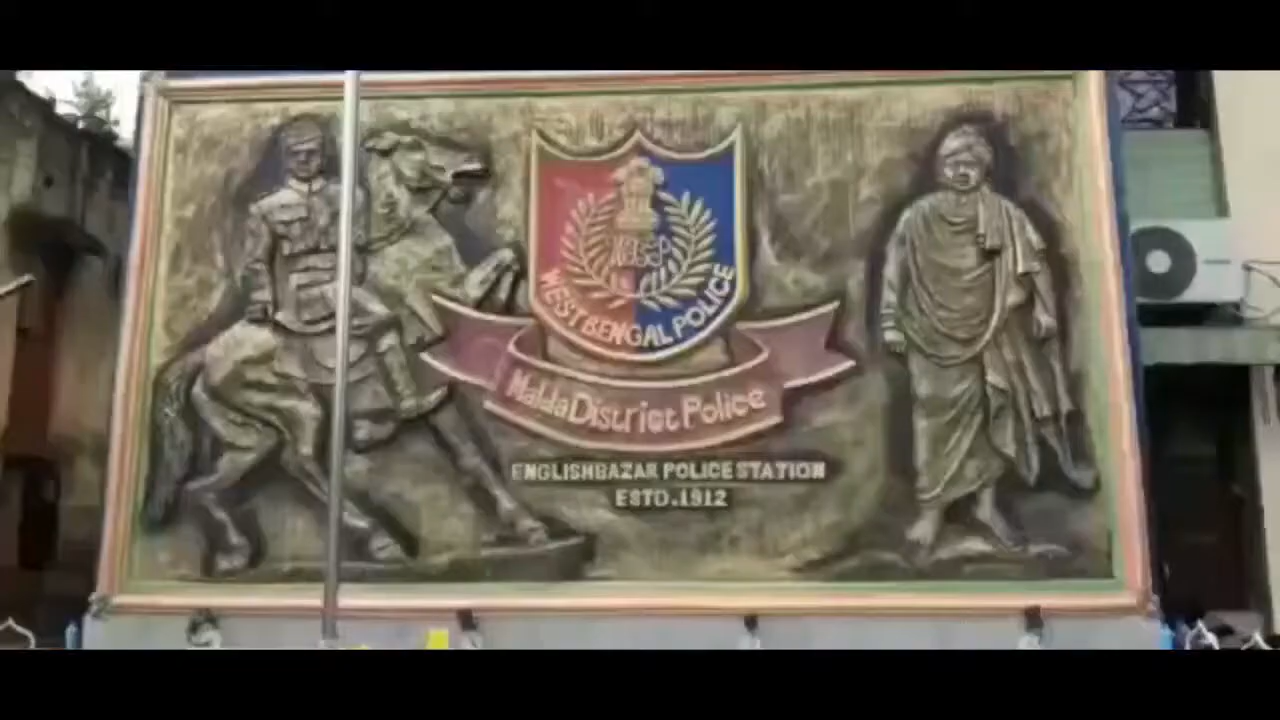 WEST BENGAL POLICE
Malda District Police
ENGLISHBAZAR POLICE STATION
ESTD.1912